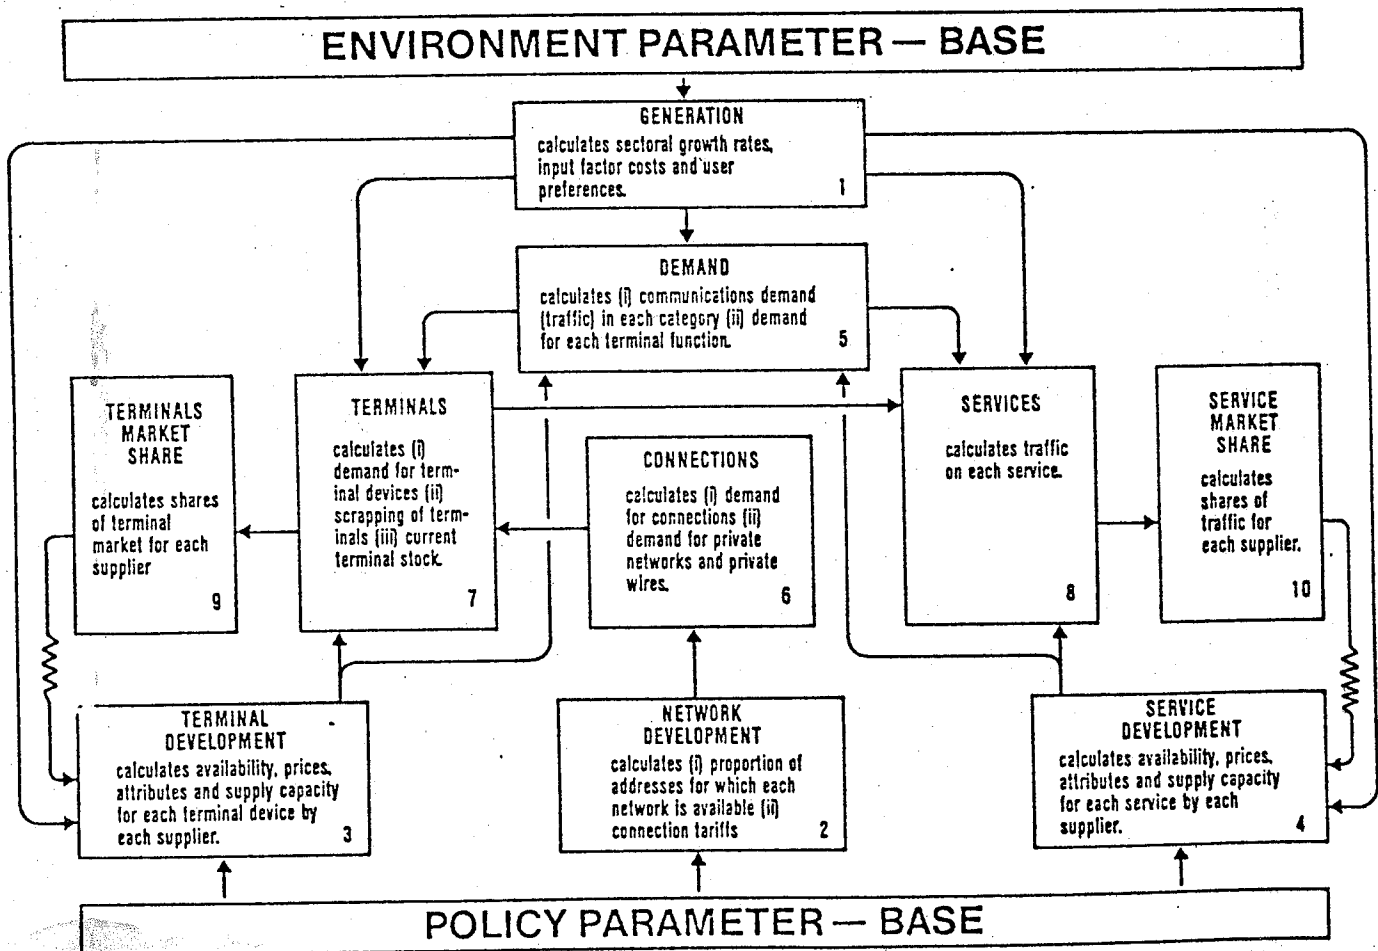 ENVIRONMENT PARAMETER — BASE
GENERATION
calculates sectoral growth rates,
input factor costs and user
preferences.
1
DEMAND
calculates (i) communications demand
(traffic) in each category (ii) demand
for each terminal function.
5
TERMINALS
MARKET
SHARE
calculates shares
of terminal
market for each
supplier
9
TERMINALS
calculates (i)
demand for term-
inal devices (ii)
scrapping of term-
inals (iii) current
terminal stock.
7
CONNECTIONS
calculates (i) demand
for connections (ii)
demand for private
networks and private
wires.
6
SERVICES
calculates traffic
on each service.
8
SERVICE
MARKET
SHARE
calculates
shares of
traffic for
each supplier.
10
TERMINAL
DEVELOPMENT
calculates availability, prices,
attributes and supply capacity
for each terminal device by
each supplier.
3
NETWORK
DEVELOPMENT
calculates (i) proportion of
addresses for which each
network is available (ii)
connection tariffs
2
SERVICE
DEVELOPMENT
calculates availability, prices,
attributes and supply capacity
for each service by each
supplier.
4
POLICY PARAMETER — BASE